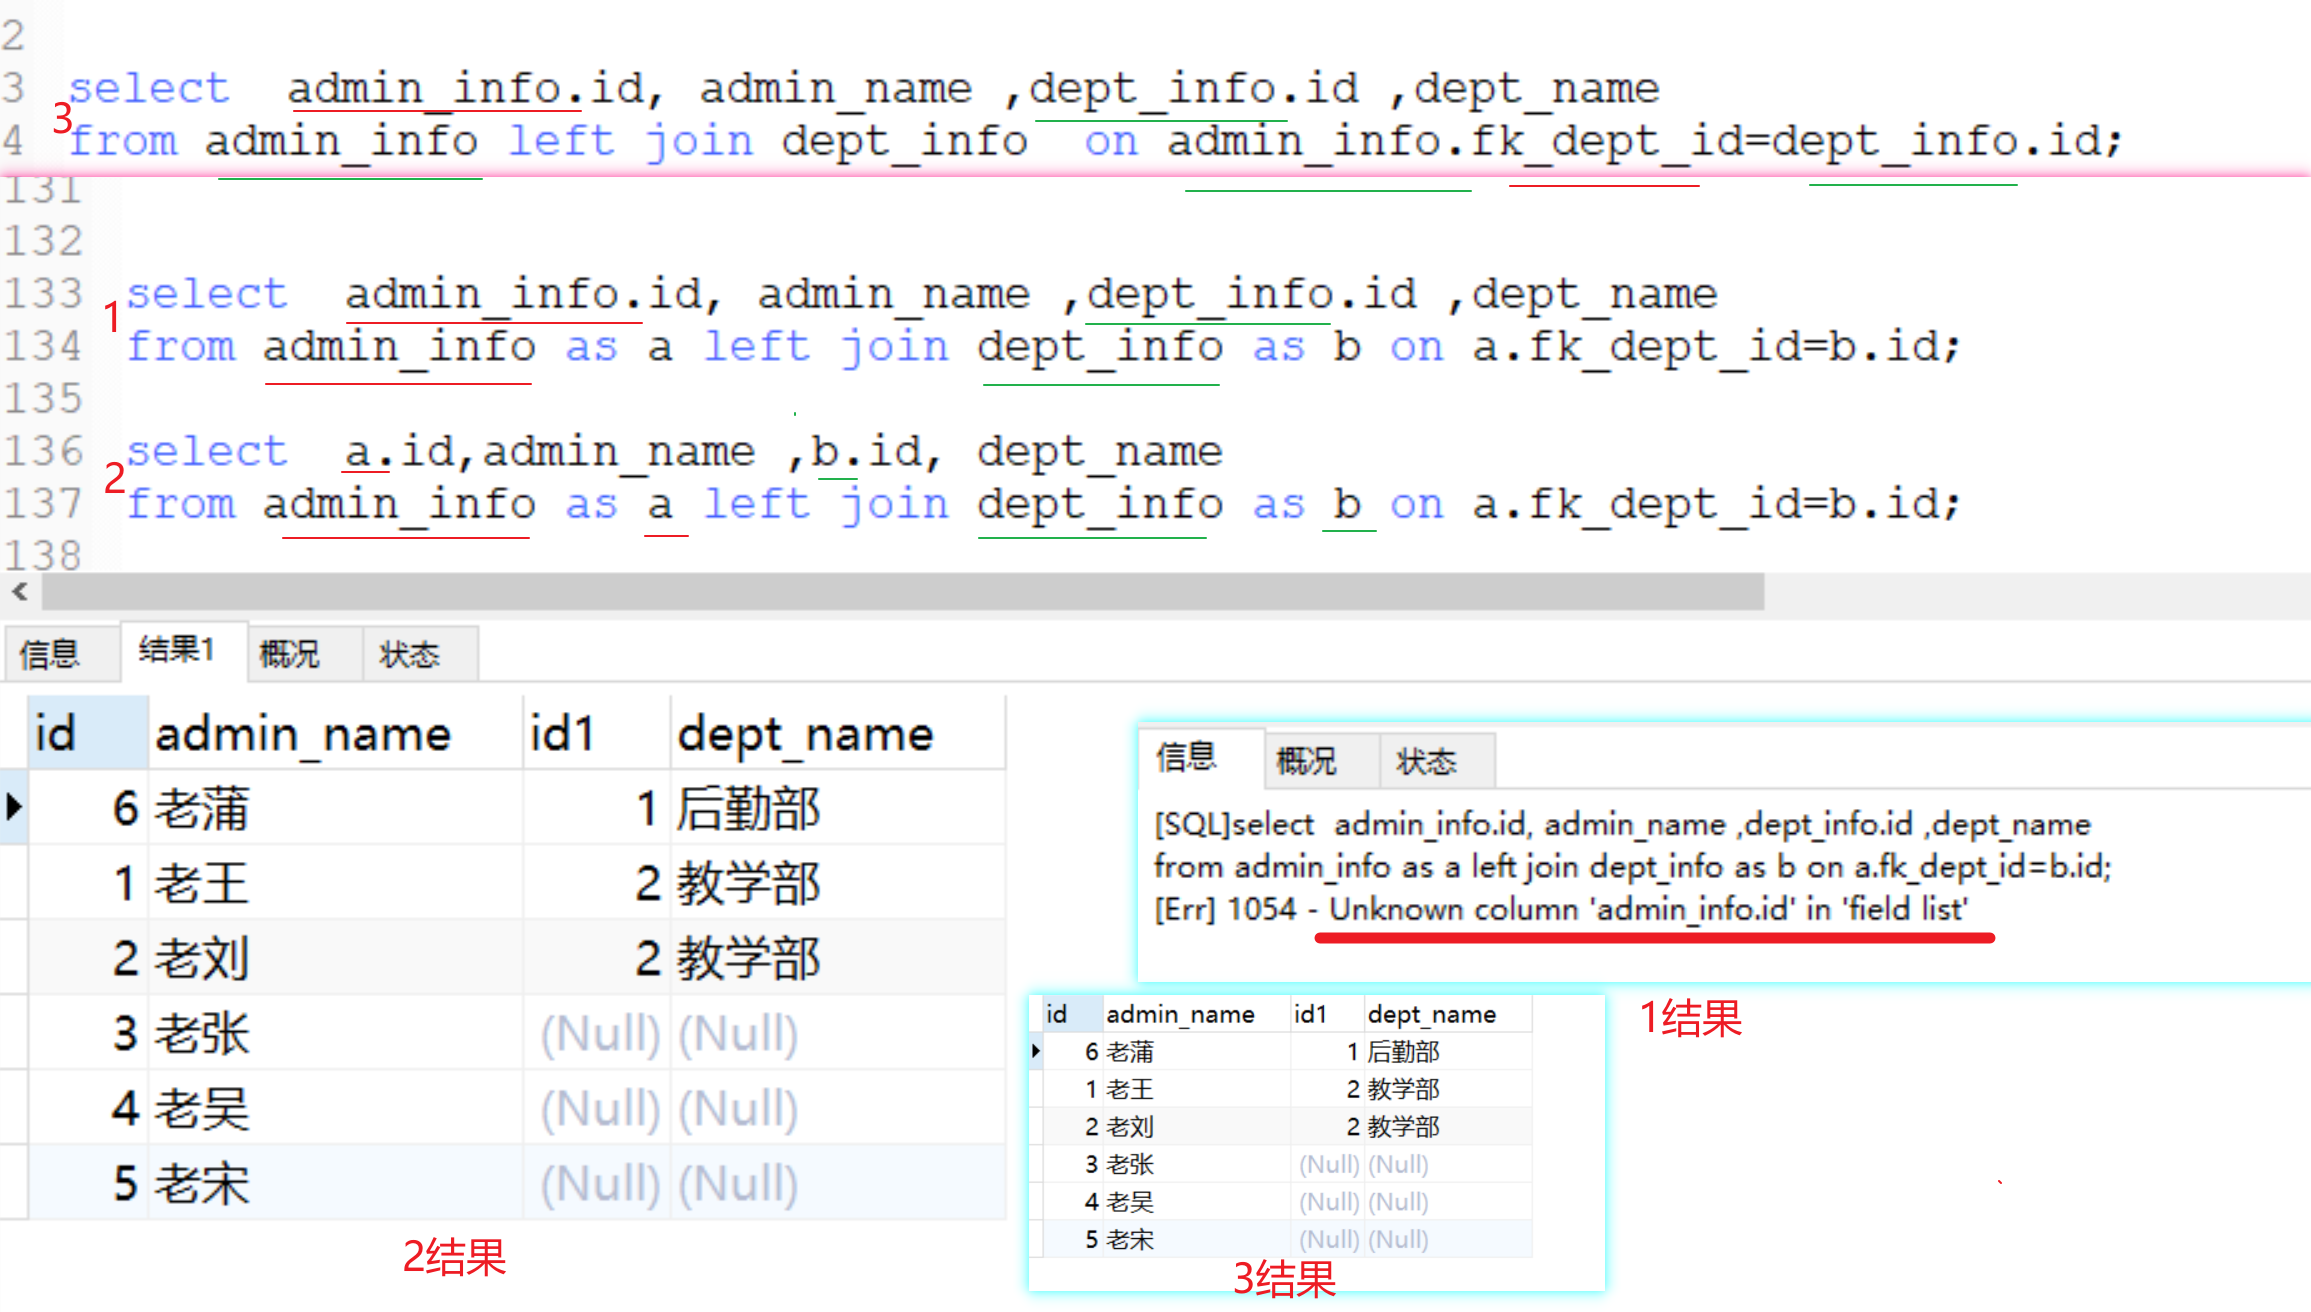 2
3 select  admin_info.id, admin_name ,dept_info.id ,dept_name
3
4 from admin_info left join dept_info  on admin_info.fk_dept_id=dept_info.id;
131
132
133 select  admin_info.id, admin_name ,dept_info.id ,dept_name
1
134 from admin_info as a left join dept_info as b on a.fk_dept_id=b.id;
135
136 select  a.id,admin_name ,b.id, dept_name
2
137 from admin_info as a left join dept_info as b on a.fk_dept_id=b.id;
138
信息 结果1 概况 状态
id admin_name id1 dept_name
6 老蒲 1 后勤部
1 老王 2 教学部
2 老刘 2 教学部
3 老张 (Null) (Null)
4 老吴 (Null) (Null)
5 老宋 (Null) (Null)
2结果
信息 概况 状态
[SQL]select  admin_info.id, admin_name ,dept_info.id ,dept_name
from admin_info as a left join dept_info as b on a.fk_dept_id=b.id;
[Err] 1054 - Unknown column 'admin_info.id' in 'field list'
1结果
id admin_name id1 dept_name
6 老蒲 1 后勤部
1 老王 2 教学部
2 老刘 2 教学部
3 老张 (Null) (Null)
4 老吴 (Null) (Null)
5 老宋 (Null) (Null)
3结果